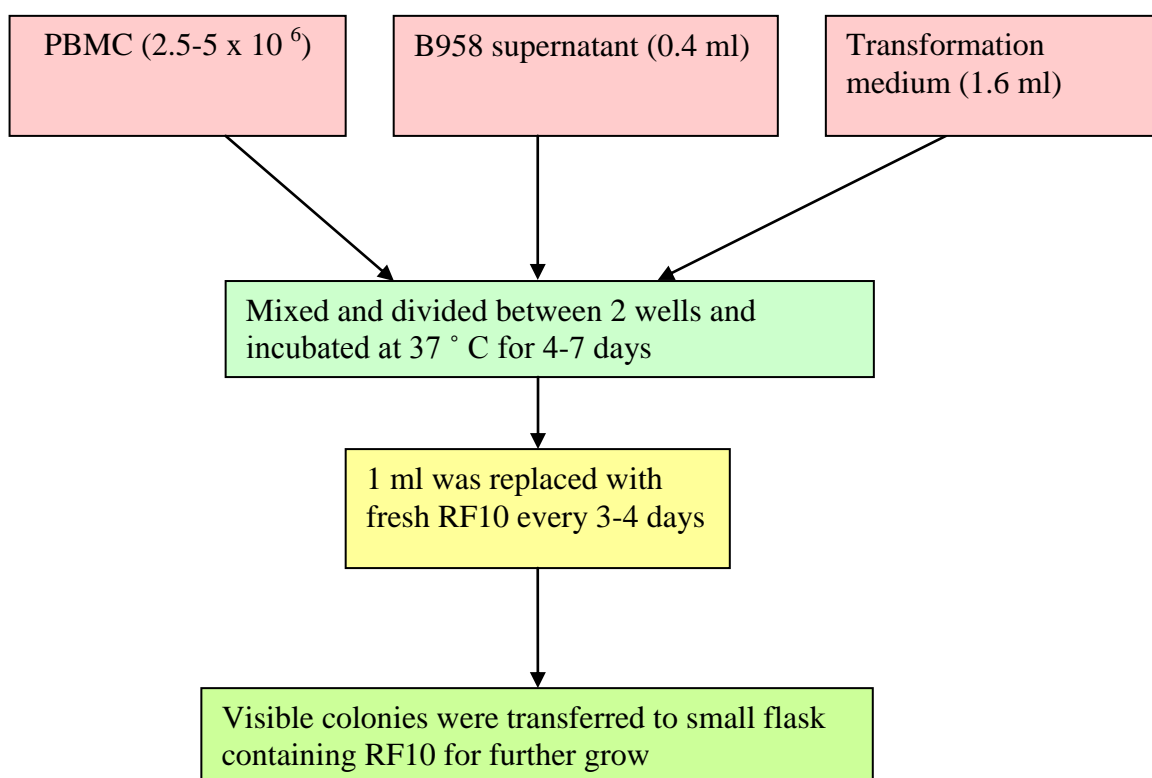 PBMC (2.5-5 x 10 ⁶)
B958 supernatant (0.4 ml)
Transformation
medium (1.6 ml)
Mixed and divided between 2 wells and
incubated at 37 ˚ C for 4-7 days
1 ml was replaced with
fresh RF10 every 3-4 days
Visible colonies were transferred to small flask
containing RF10 for further grow